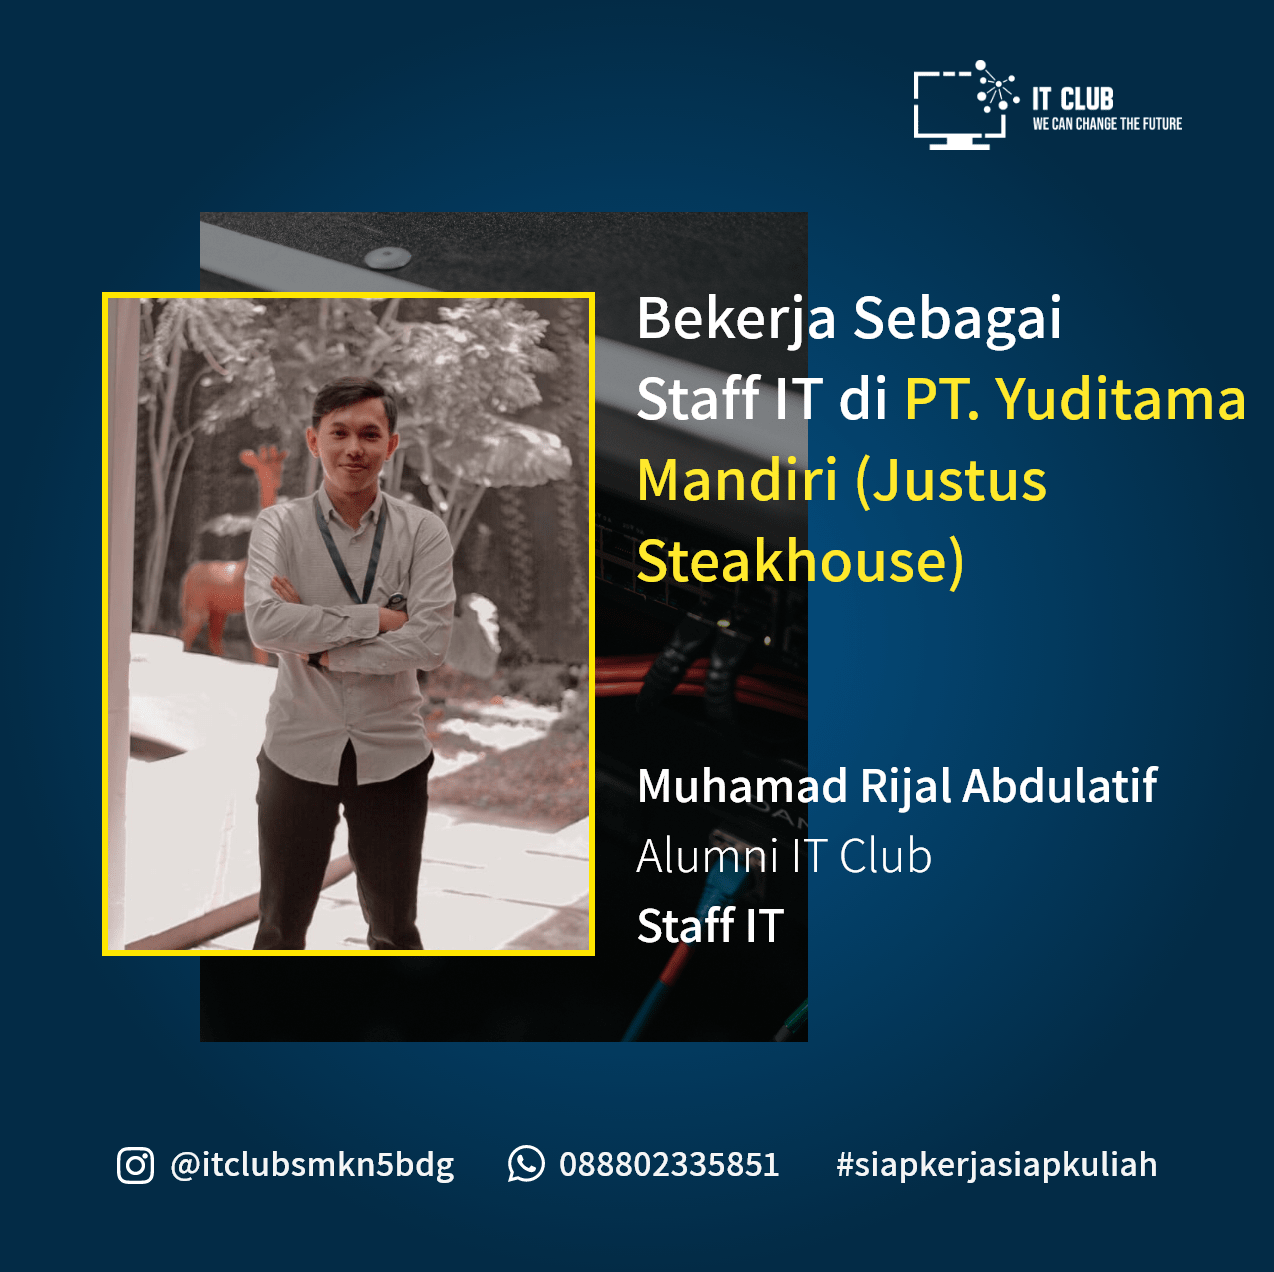 IT CLUB
WE CAN CHANGE THE FUTURE
Bekerja Sebagai
Staff IT di PT. Yuditama
Mandiri (Justus
Steakhouse)
Muhamad Rijal Abdulatif
Alumni IT Club
Staff IT
@itclubsmkn5bdg
088802335851
#siapkerjasiapkuliah